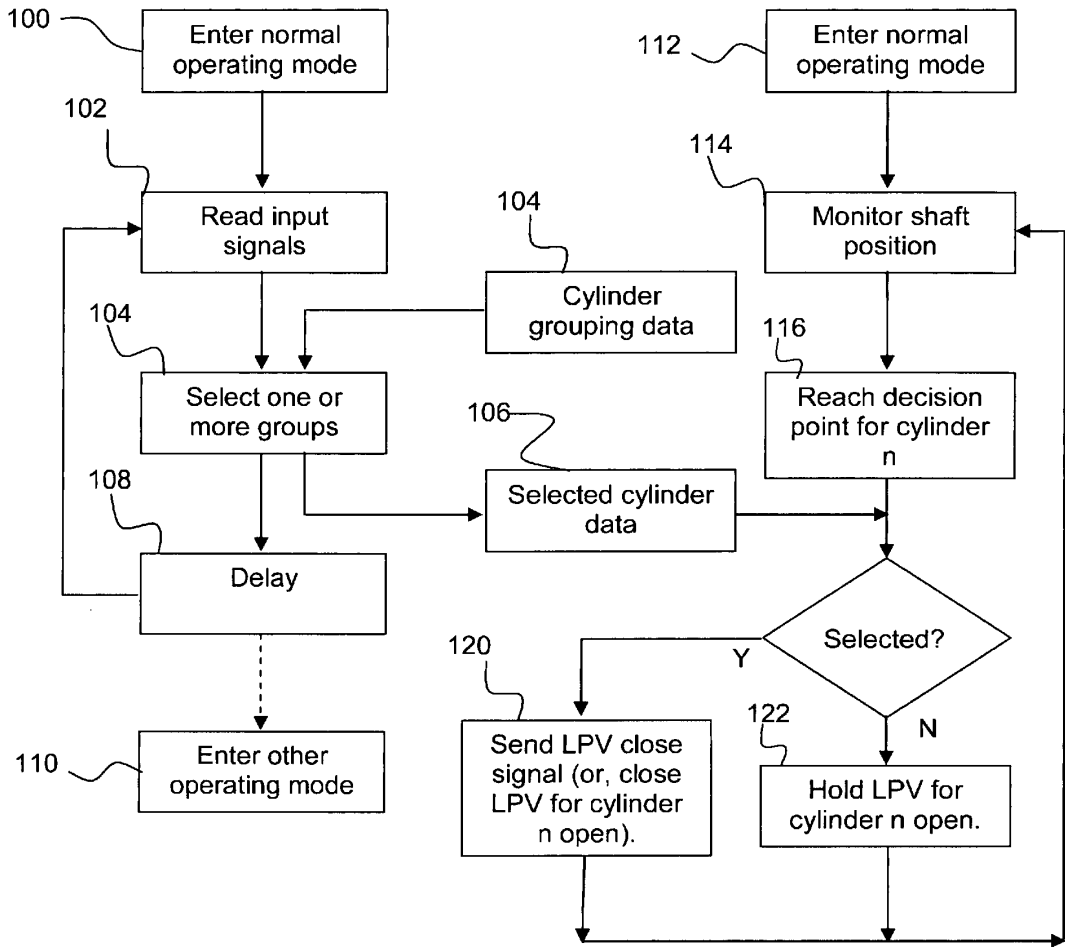 100
Enter normal
operating mode
102
Read input
signals
104
Cylinder
grouping data
104
Select one or
more groups
106
Selected cylinder
data
108
Delay
110
Enter other
operating mode
112
Enter normal
operating mode
114
Monitor shaft
position
116
Reach decision
point for cylinder
n
Selected?
Y
N
120
Send LPV close
signal (or, close
LPV for cylinder
n open).
122
Hold LPV for
cylinder n open.